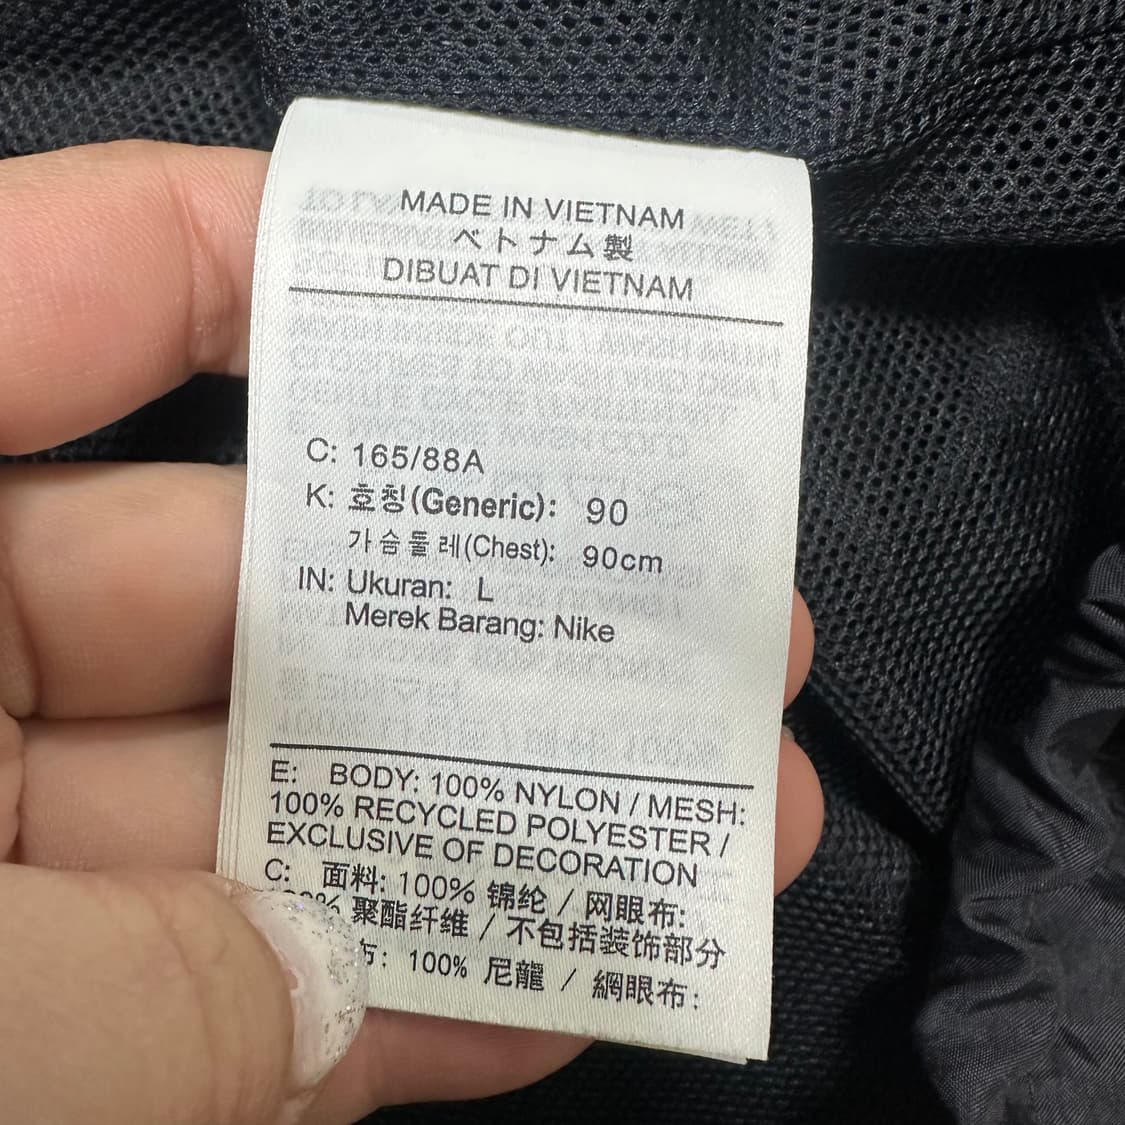 MADE IN VIETNAM
ベトナム製
DIBUAT DI VIETNAM
C: 165/88A
K: 호칭(Generic): 90
가슴둘레(Chest): 90cm
IN: Ukuran: L
Merek Barang: Nike
E: BODY: 100% NYLON / MESH:
100% RECYCLED POLYESTER /
EXCLUSIVE OF DECORATION
C: 面料: 100% 锦纶 / 网眼布:
聚酯纤维 / 不包括装饰部分
布: 100% 尼龍 / 網眼布: